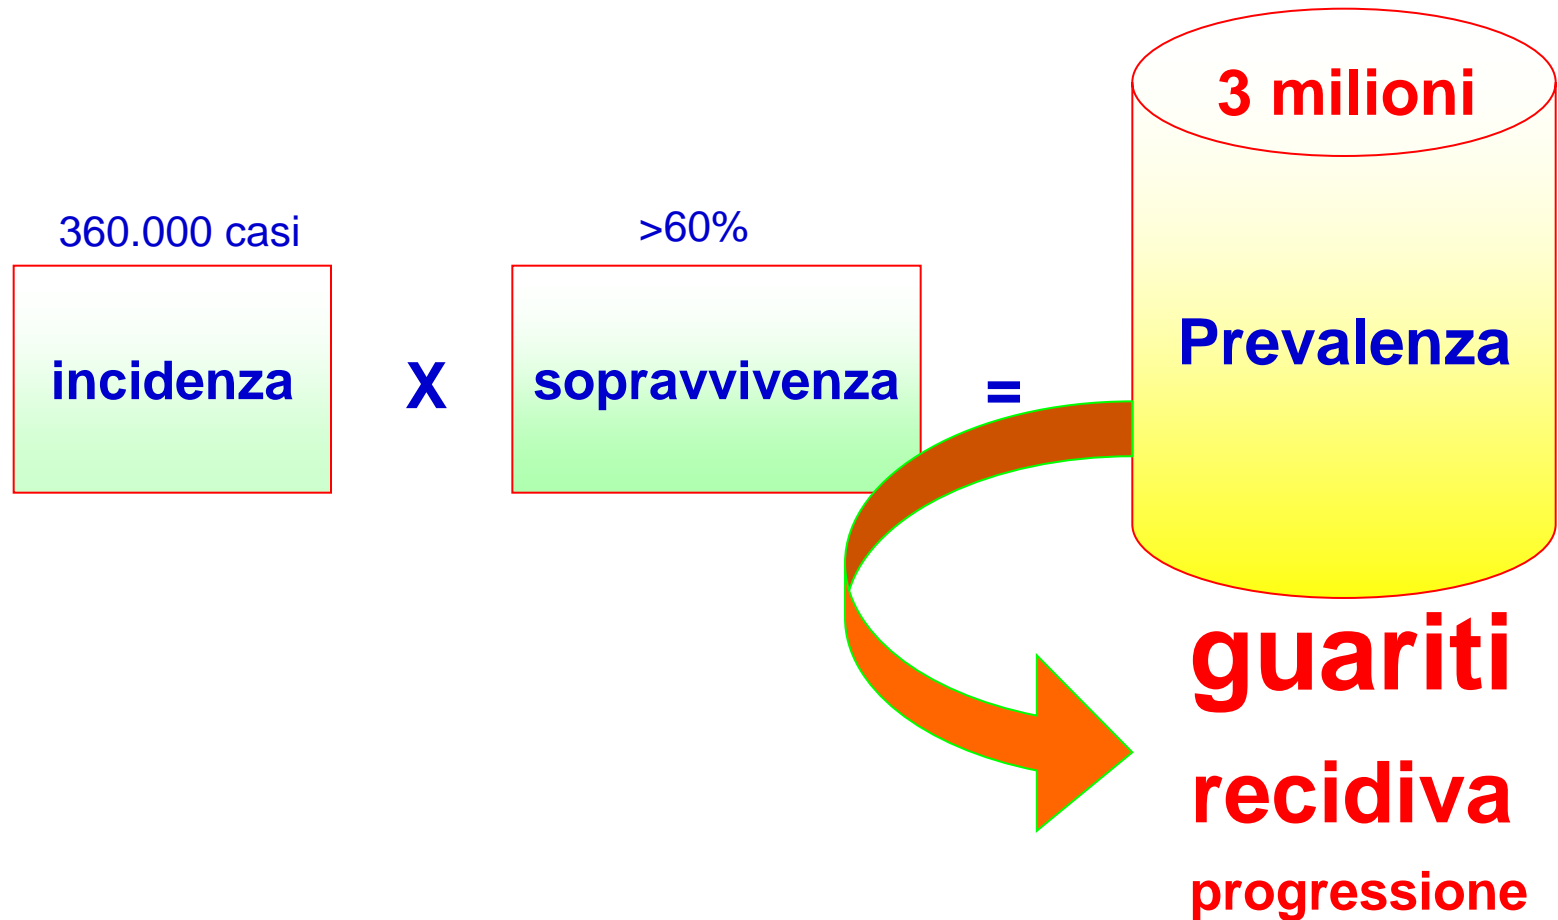 360.000 casi
incidenza
X
>60%
sopravvivenza
=
3 milioni
Prevalenza
guariti
recidiva
progressione